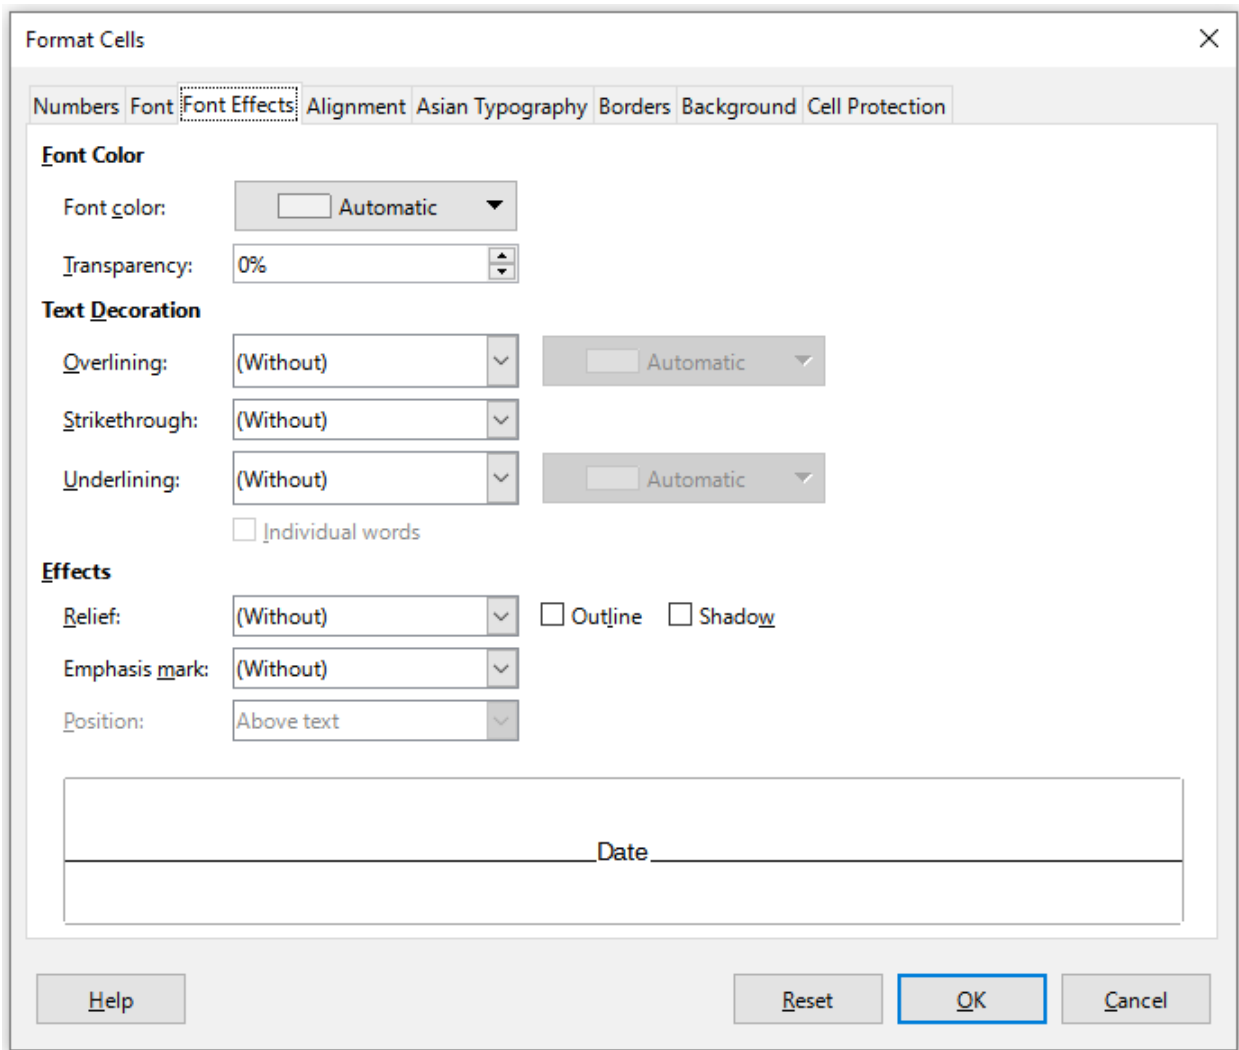 Format Cells
Numbers Font Font Effects Alignment Asian Typography Borders Background Cell Protection
Font Color
Font color: Automatic
Transparency: 0%
Text Decoration
Overlining: (Without) Automatic
Strikethrough: (Without)
Underlining: (Without) Automatic
Individual words
Effects
Relief: (Without) Outline Shadow
Emphasis mark: (Without)
Position: Above text
Date
Help Reset OK Cancel